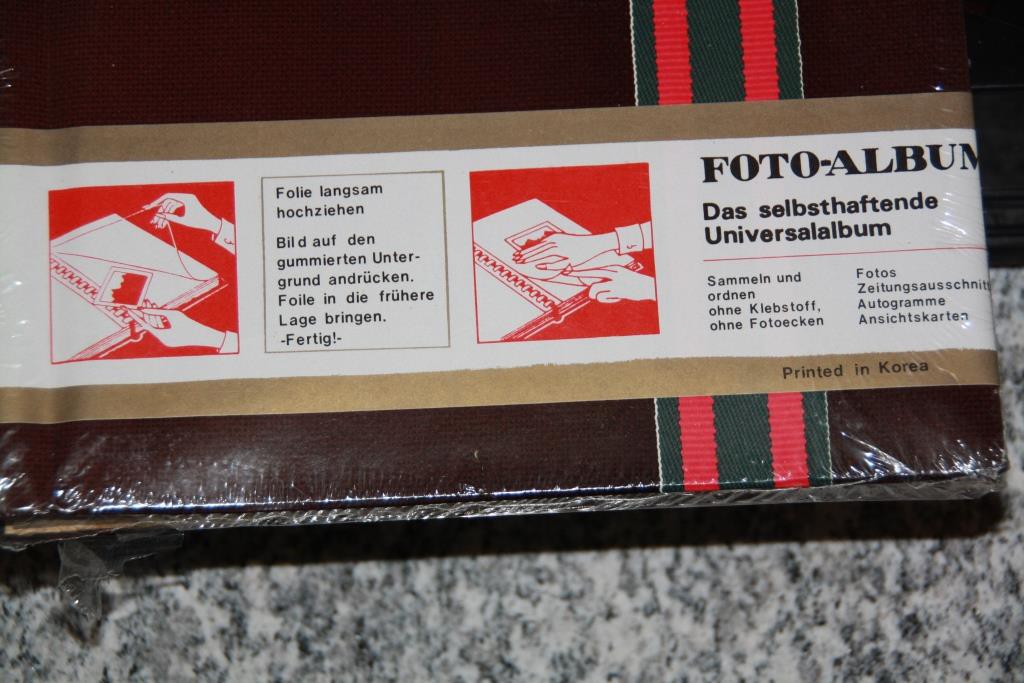 Folie langsam
hochziehen
Bild auf den
gummierten Unter-
grund andrücken.
Foile in die frühere
Lage bringen.
-Fertig!-
FOTO-ALBUM
Das selbsthaftende
Universalalbum
Sammeln und
ordnen
ohne Klebstoff,
ohne Fotoecken
Fotos
Zeitungsausschnitt
Autogramme
Ansichtskarten
Printed in Korea